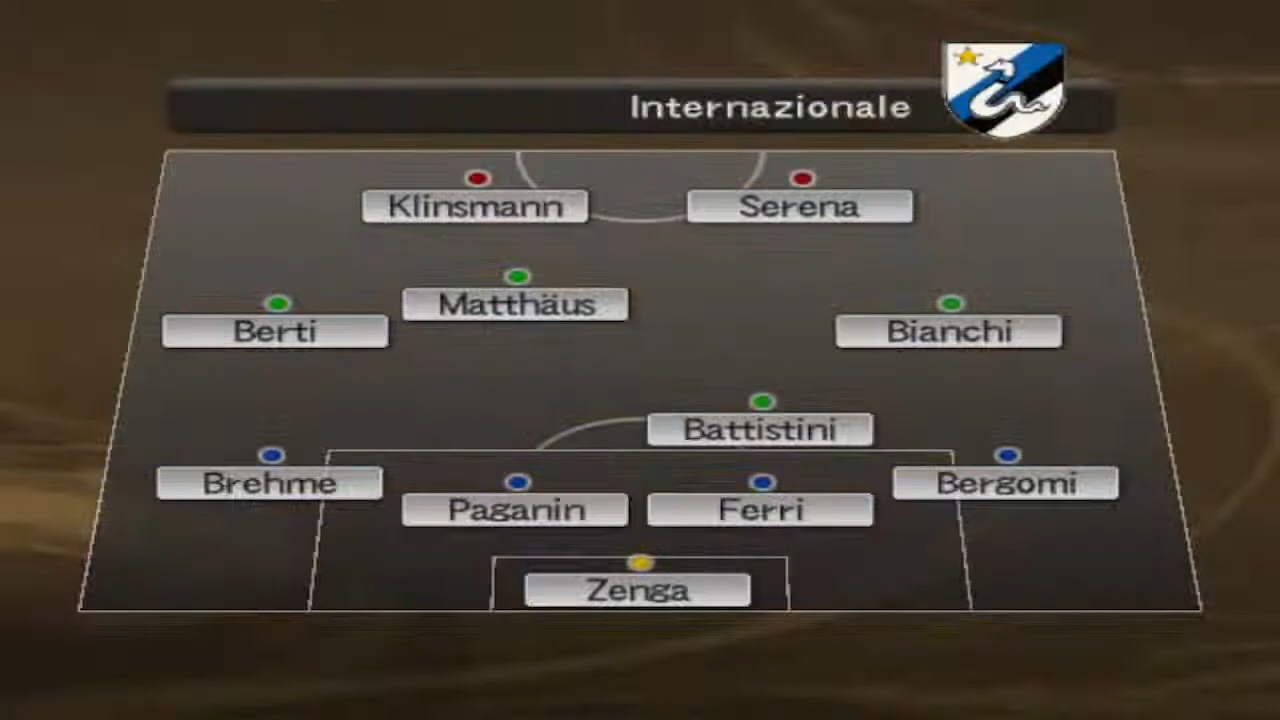 Internazionale
Klinsmann
Serena
Matthäus
Berti
Bianchi
Battistini
Brehme
Bergomi
Paganin
Ferri
Zenga